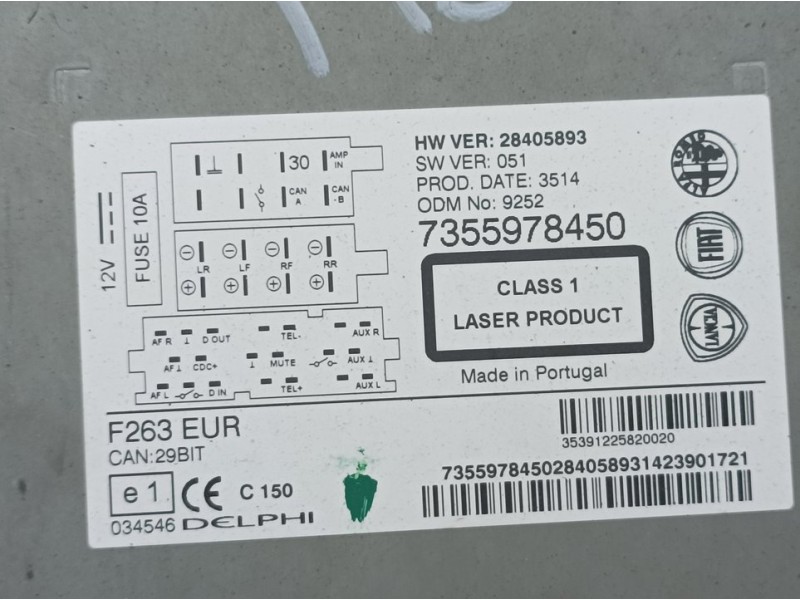 HW VER: 28405893
SW VER: 051
PROD. DATE: 3514
ODM No: 9252
7355978450
CLASS 1
LASER PRODUCT
Made in Portugal
ALFA ROMEO
FIAT
LANCIA
12V
FUSE 10A
30 AMP IN
CAN A CAN -B
LR LF RF RR
AF R D OUT TEL- AUX R
AF CDC+ MUTE AUX
AF L D IN TEL+ AUX L
F263 EUR
CAN:29BIT
e 1 CE C 150
034546 DELPHI
35391225820020
7355978450284058931423901721